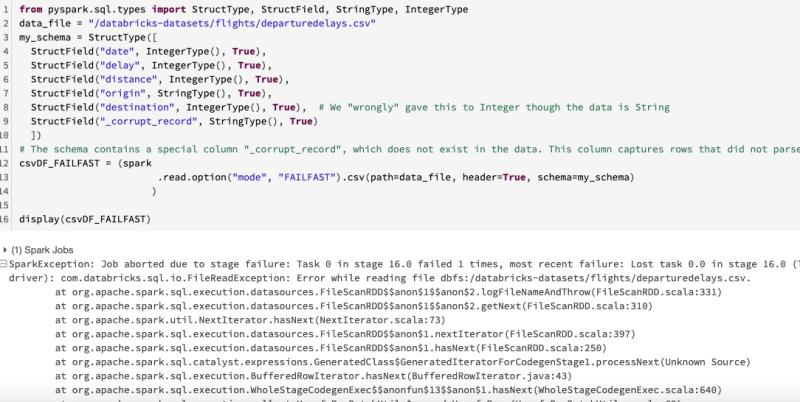 1 from pyspark.sql.types import StructType, StructField, StringType, IntegerType
2 data_file = "/databricks-datasets/flights/departuredelays.csv"
3 my_schema = StructType([
4 StructField("date", IntegerType(), True),
5 StructField("delay", IntegerType(), True),
6 StructField("distance", IntegerType(), True),
7 StructField("origin", StringType(), True),
8 StructField("destination", IntegerType(), True), # We "wrongly" gave this to Integer though the data is String
9 StructField("_corrupt_record", StringType(), True)
10 ])
11 # The schema contains a special column "_corrupt_record", which does not exist in the data. This column captures rows that did not parse
12 csvDF_FAILFAST = (spark
13 .read.option("mode", "FAILFAST").csv(path=data_file, header=True, schema=my_schema)
14 )
15
16 display(csvDF_FAILFAST)
(1) Spark Jobs
SparkException: Job aborted due to stage failure: Task 0 in stage 16.0 failed 1 times, most recent failure: Lost task 0.0 in stage 16.0 (
driver): com.databricks.sql.io.FileReadException: Error while reading file dbfs:/databricks-datasets/flights/departuredelays.csv.
at org.apache.spark.sql.execution.datasources.FileScanRDD$$anon$1$$anon$2.logFileNameAndThrow(FileScanRDD.scala:331)
at org.apache.spark.sql.execution.datasources.FileScanRDD$$anon$1$$anon$2.getNext(FileScanRDD.scala:310)
at org.apache.spark.util.NextIterator.hasNext(NextIterator.scala:73)
at org.apache.spark.sql.execution.datasources.FileScanRDD$$anon$1.nextIterator(FileScanRDD.scala:397)
at org.apache.spark.sql.execution.datasources.FileScanRDD$$anon$1.hasNext(FileScanRDD.scala:250)
at org.apache.spark.sql.catalyst.expressions.GeneratedClass$GeneratedIteratorForCodegenStage1.processNext(Unknown Source)
at org.apache.spark.sql.execution.BufferedRowIterator.hasNext(BufferedRowIterator.java:43)
at org.apache.spark.sql.execution.WholeStageCodegenExec$$anonfun$13$$anon$1.hasNext(WholeStageCodegenExec.scala:640)